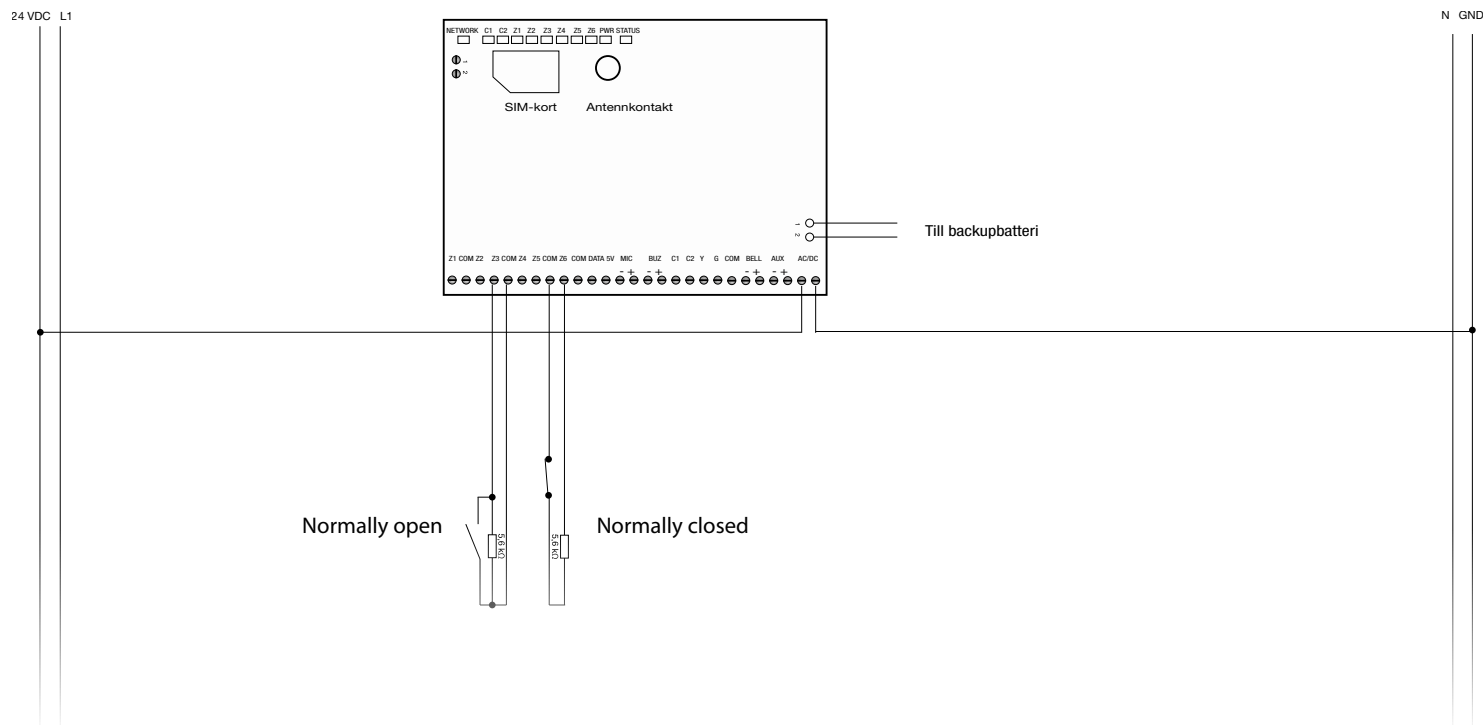 24 VDC L1
N GND
NETWORK C1 C2 Z1 Z2 Z3 Z4 Z5 Z6 PWR STATUS
1
2
SIM-kort Antennkontakt
1
2
Till backupbatteri
Z1 COM Z2 Z3 COM Z4 Z5 COM Z6 COM DATA 5V MIC BUZ C1 C2 Y G COM BELL AUX AC/DC
- + - + - + - +
Normally open
5,6 kΩ
5,6 kΩ
Normally closed